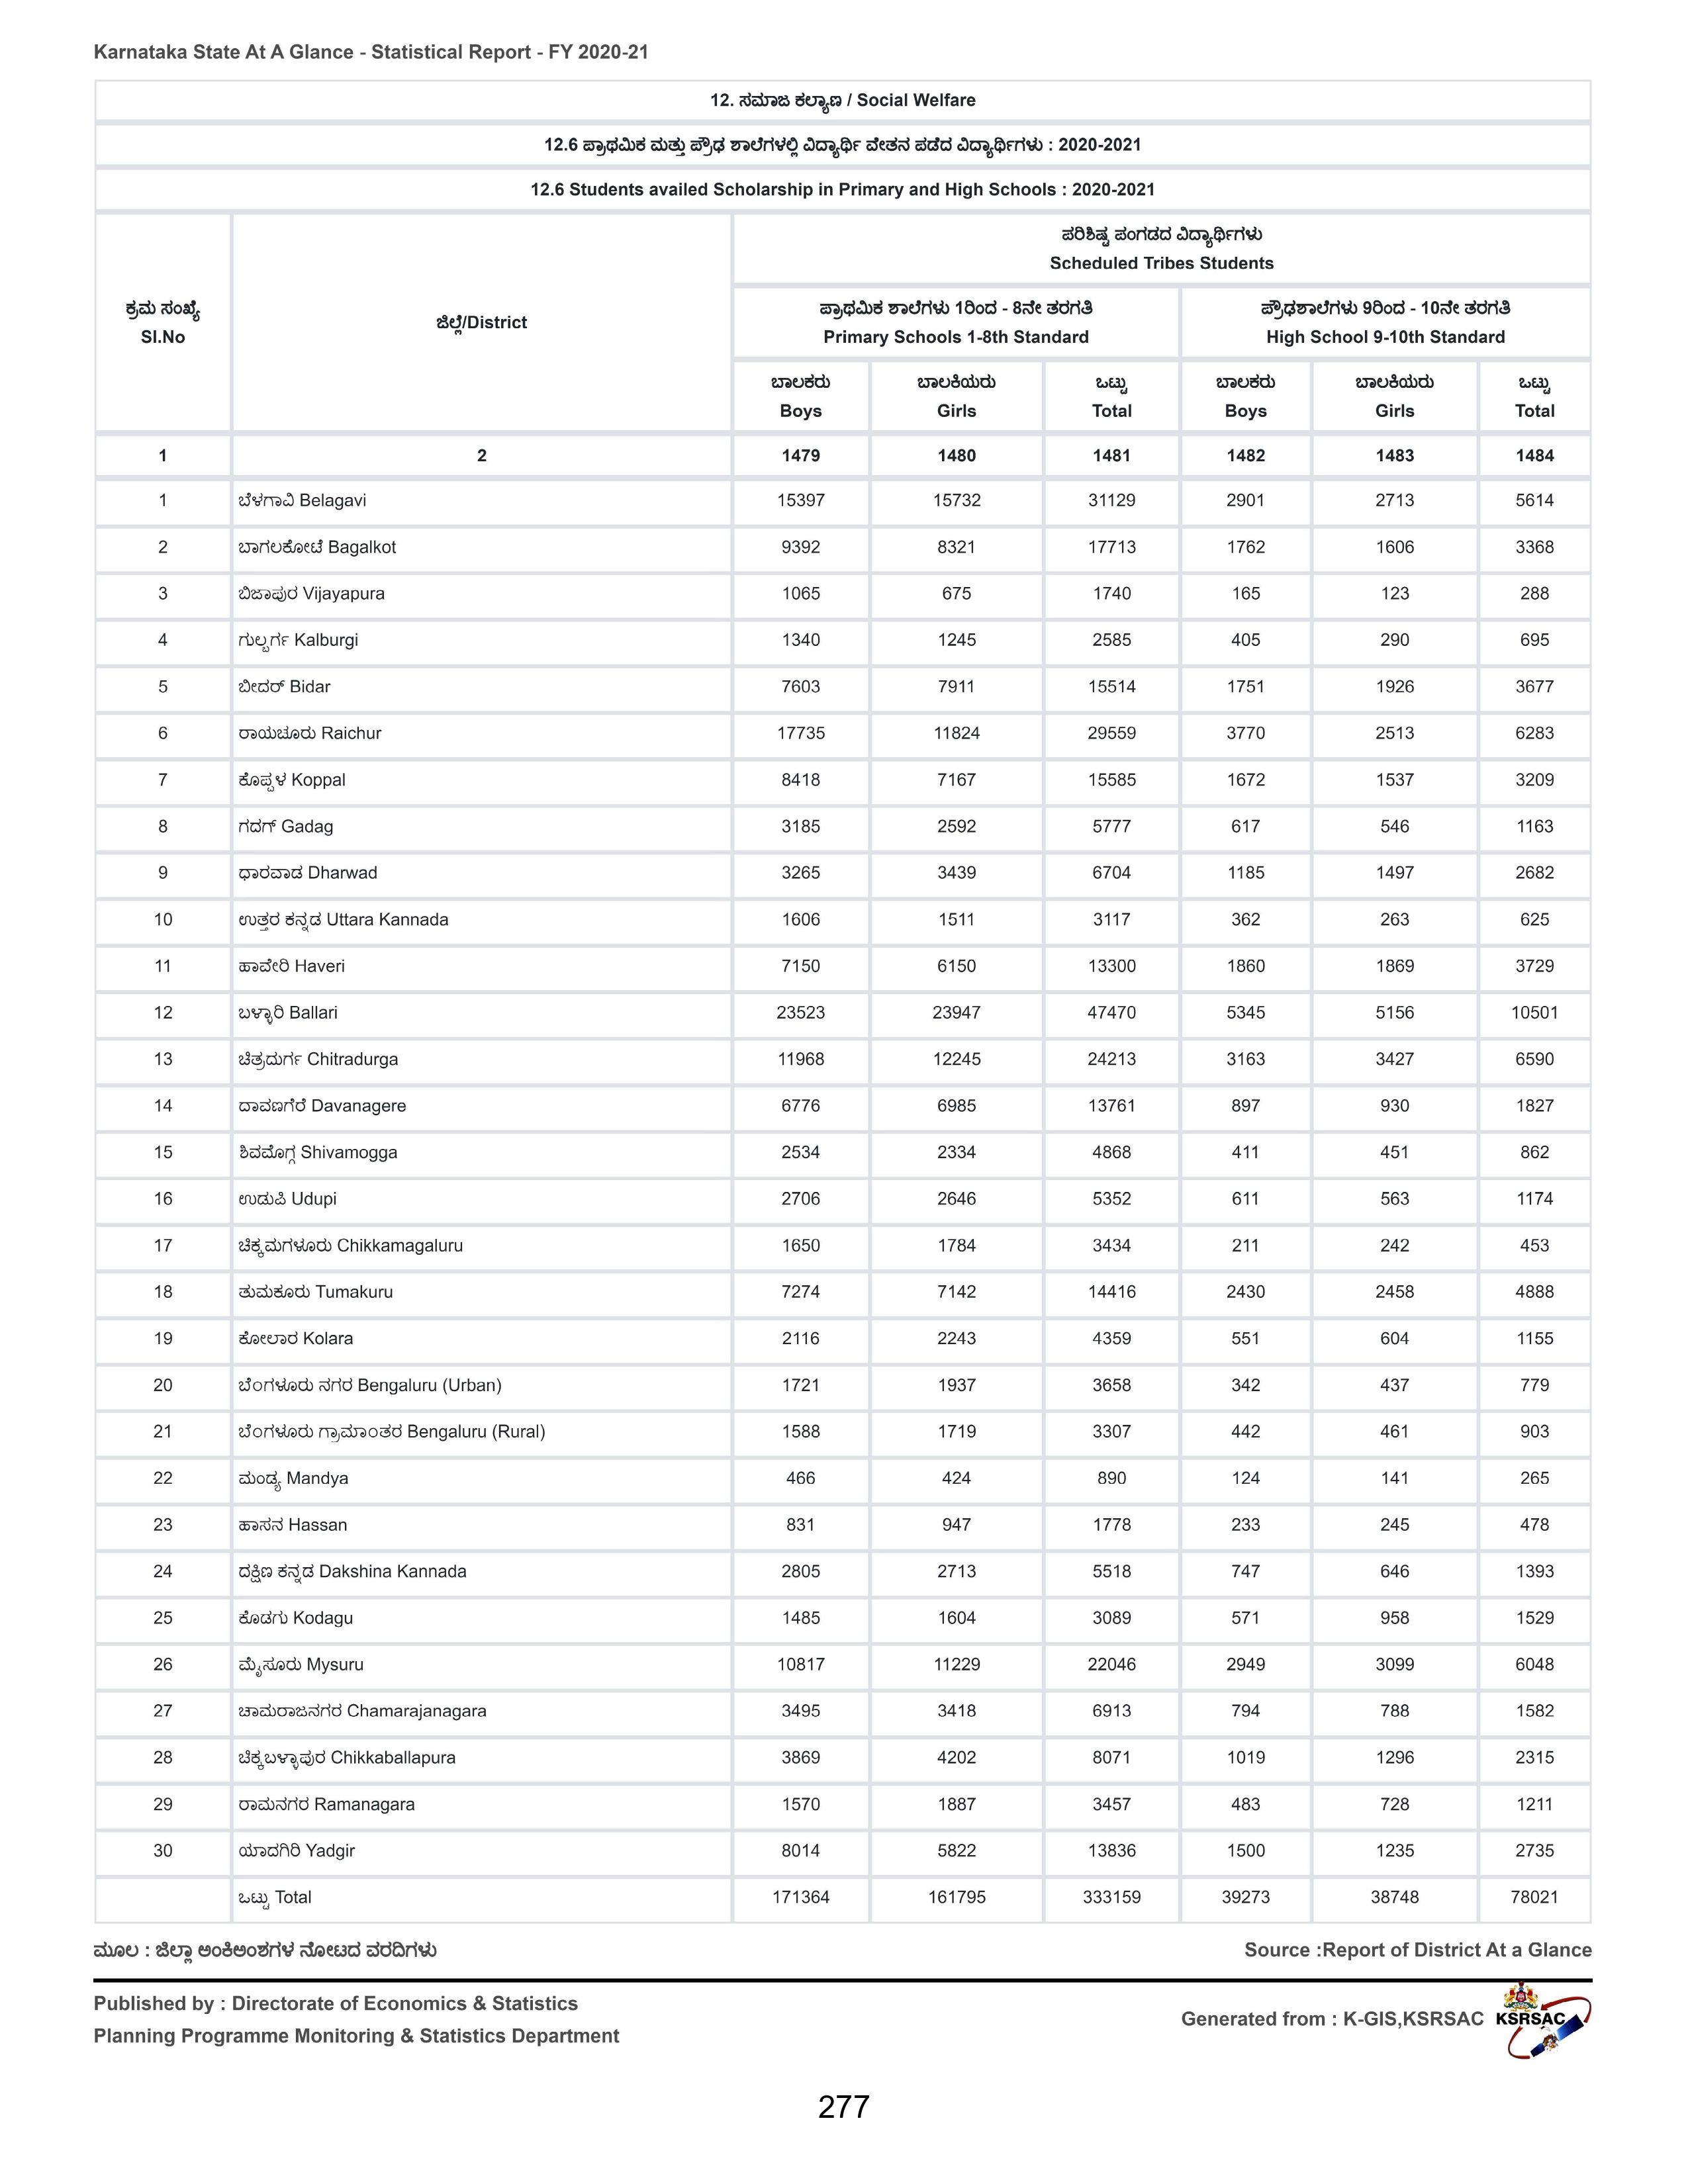 Karnataka State At A Glance - Statistical Report - FY 2020-21
12. ಸಮಾಜ ಕಲ್ಯಾಣ / Social Welfare
12.6 ಪ್ರಾಥಮಿಕ ಮತ್ತು ಪ್ರೌಢ ಶಾಲೆಗಳಲ್ಲಿ ವಿದ್ಯಾರ್ಥಿ ವೇತನ ಪಡೆದ ವಿದ್ಯಾರ್ಥಿಗಳು : 2020-2021
12.6 Students availed Scholarship in Primary and High Schools : 2020-2021
ಕ್ರಮ ಸಂಖ್ಯೆ
Sl.No
ಜಿಲ್ಲೆ/District
ಪರಿಶಿಷ್ಟ ಪಂಗಡದ ವಿದ್ಯಾರ್ಥಿಗಳು
Scheduled Tribes Students
ಪ್ರಾಥಮಿಕ ಶಾಲೆಗಳು 1ರಿಂದ - 8ನೇ ತರಗತಿ
Primary Schools 1-8th Standard
ಪ್ರೌಢಶಾಲೆಗಳು 9ರಿಂದ - 10ನೇ ತರಗತಿ
High School 9-10th Standard
ಬಾಲಕರು ಬಾಲಕಿಯರು ಒಟ್ಟು ಬಾಲಕರು ಬಾಲಕಿಯರು ಒಟ್ಟು
Boys Girls Total Boys Girls Total
1 2 1479 1480 1481 1482 1483 1484
1 ಬೆಳಗಾವಿ Belagavi 15397 15732 31129 2901 2713 5614
2 ಬಾಗಲಕೋಟೆ Bagalkot 9392 8321 17713 1762 1606 3368
3 ಬಿಜಾಪುರ Vijayapura 1065 675 1740 165 123 288
4 ಗುಲ್ಬರ್ಗ Kalburgi 1340 1245 2585 405 290 695
5 ಬೀದರ್ Bidar 7603 7911 15514 1751 1926 3677
6 ರಾಯಚೂರು Raichur 17735 11824 29559 3770 2513 6283
7 ಕೊಪ್ಪಳ Koppal 8418 7167 15585 1672 1537 3209
8 ಗದಗ್ Gadag 3185 2592 5777 617 546 1163
9 ಧಾರವಾಡ Dharwad 3265 3439 6704 1185 1497 2682
10 ಉತ್ತರ ಕನ್ನಡ Uttara Kannada 1606 1511 3117 362 263 625
11 ಹಾವೇರಿ Haveri 7150 6150 13300 1860 1869 3729
12 ಬಳ್ಳಾರಿ Ballari 23523 23947 47470 5345 5156 10501
13 ಚಿತ್ರದುರ್ಗ Chitradurga 11968 12245 24213 3163 3427 6590
14 ದಾವಣಗೆರೆ Davanagere 6776 6985 13761 897 930 1827
15 ಶಿವಮೊಗ್ಗ Shivamogga 2534 2334 4868 411 451 862
16 ಉಡುಪಿ Udupi 2706 2646 5352 611 563 1174
17 ಚಿಕ್ಕಮಗಳೂರು Chikkamagaluru 1650 1784 3434 211 242 453
18 ತುಮಕೂರು Tumakuru 7274 7142 14416 2430 2458 4888
19 ಕೋಲಾರ Kolara 2116 2243 4359 551 604 1155
20 ಬೆಂಗಳೂರು ನಗರ Bengaluru (Urban) 1721 1937 3658 342 437 779
21 ಬೆಂಗಳೂರು ಗ್ರಾಮಾಂತರ Bengaluru (Rural) 1588 1719 3307 442 461 903
22 ಮಂಡ್ಯ Mandya 466 424 890 124 141 265
23 ಹಾಸನ Hassan 831 947 1778 233 245 478
24 ದಕ್ಷಿಣ ಕನ್ನಡ Dakshina Kannada 2805 2713 5518 747 646 1393
25 ಕೊಡಗು Kodagu 1485 1604 3089 571 958 1529
26 ಮೈಸೂರು Mysuru 10817 11229 22046 2949 3099 6048
27 ಚಾಮರಾಜನಗರ Chamarajanagara 3495 3418 6913 794 788 1582
28 ಚಿಕ್ಕಬಳ್ಳಾಪುರ Chikkaballapura 3869 4202 8071 1019 1296 2315
29 ರಾಮನಗರ Ramanagara 1570 1887 3457 483 728 1211
30 ಯಾದಗಿರಿ Yadgir 8014 5822 13836 1500 1235 2735
ಒಟ್ಟು Total 171364 161795 333159 39273 38748 78021
ಮೂಲ : ಜಿಲ್ಲಾ ಅಂಕಿಅಂಶಗಳ ನೋಟದ ವರದಿಗಳು Source :Report of District At a Glance
Published by : Directorate of Economics & Statistics
Planning Programme Monitoring & Statistics Department
Generated from : K-GIS,KSRSAC KSRSAC
277